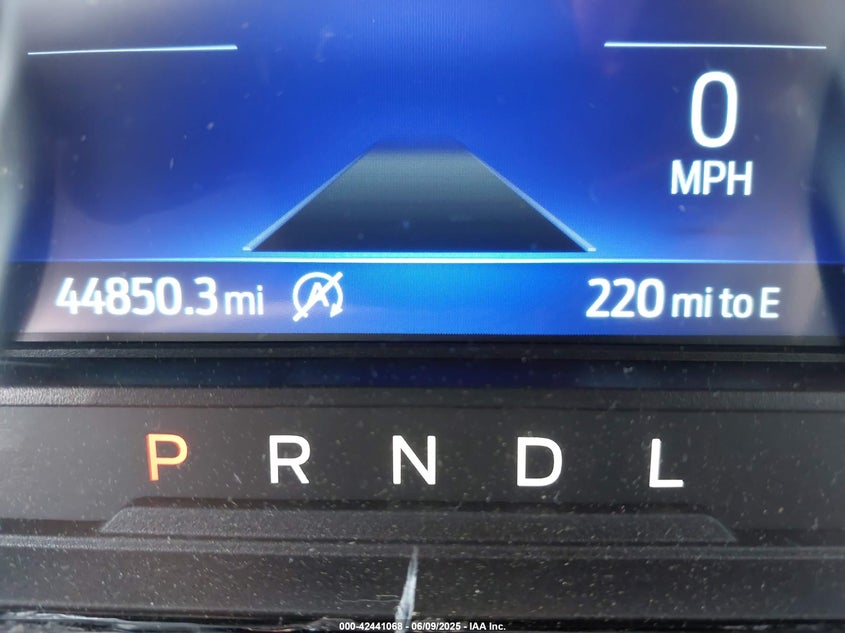 0
MPH
44850.3 mi A 220 mi to E
P R N D L
000-42441068 - 06/09/2025 - IAA Inc.